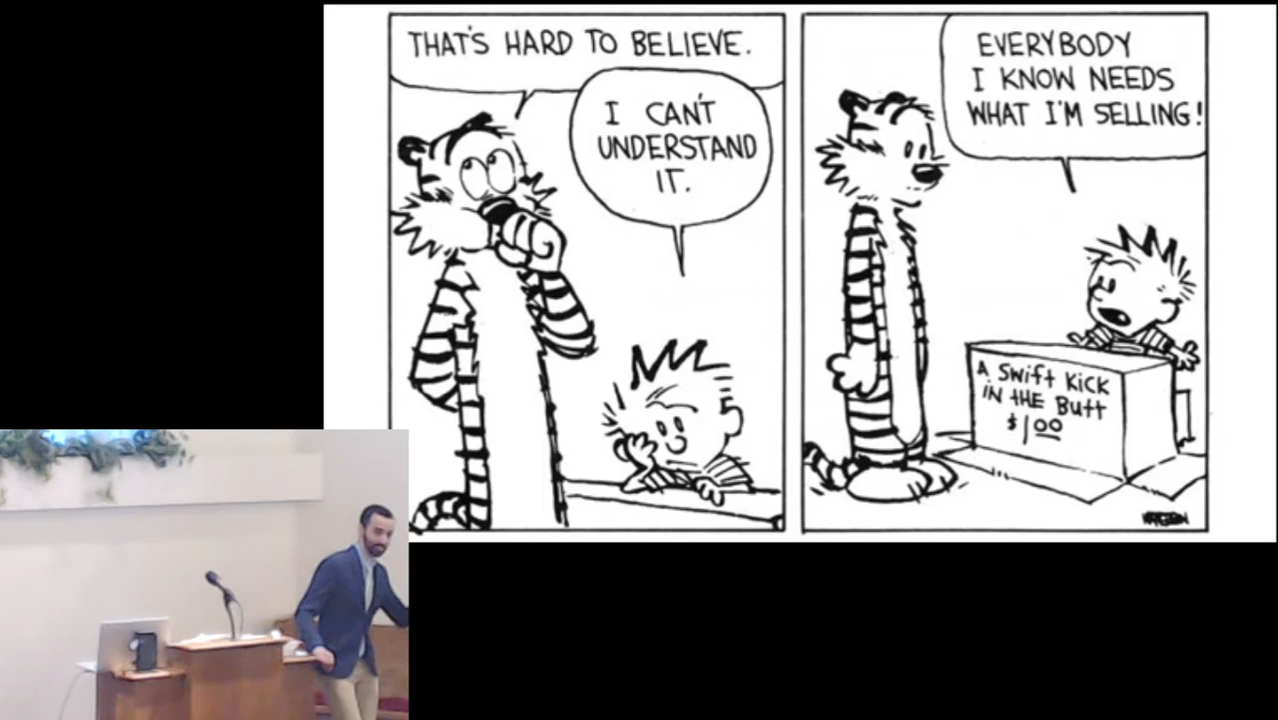 THAT'S HARD TO BELIEVE.
I CAN'T
UNDERSTAND
IT.
EVERYBODY
I KNOW NEEDS
WHAT I'M SELLING!
A SWift KiCK
iN tHE Butt
$1.00